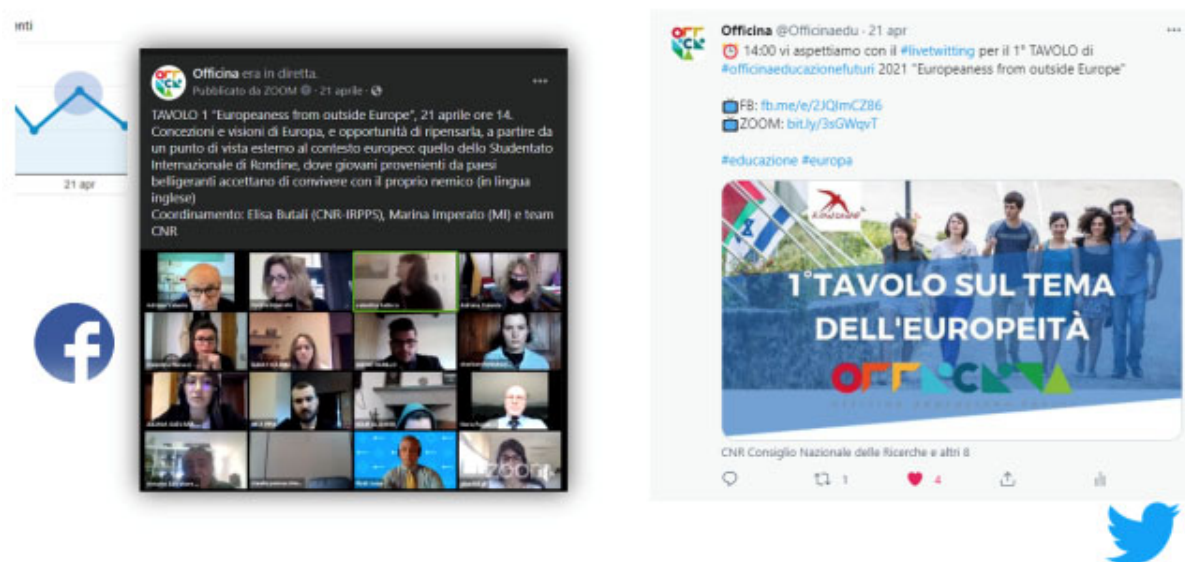 enti
21 apr
Officina era in diretta.
Pubblicato da ZOOM · 21 aprile ·
TAVOLO 1 "Europeaness from outside Europe", 21 aprile ore 14.
Concezioni e visioni di Europa, e opportunità di ripensarla, a partire da
un punto di vista esterno al contesto europeo: quello dello Studentato
Internazionale di Rondine, dove giovani provenienti da paesi
belligeranti accettano di convivere con il proprio nemico (in lingua
inglese)
Coordinamento: Elisa Butali (CNR-IRPPS), Marina Imperato (MI) e team
CNR
zoom
Officina @Officinaedu · 21 apr
14:00 vi aspettiamo con il #livetwitting per il 1° TAVOLO di
#officinaeducazionefuturi 2021 "Europeaness from outside Europe"
FB: fb.me/e/2JQlmCZ86
ZOOM: bit.ly/3sGWqvT
#educazione #europa
1° TAVOLO SUL TEMA
DELL'EUROPEITÀ
OFFICINA
CNR Consiglio Nazionale delle Ricerche e altri 8
1 4